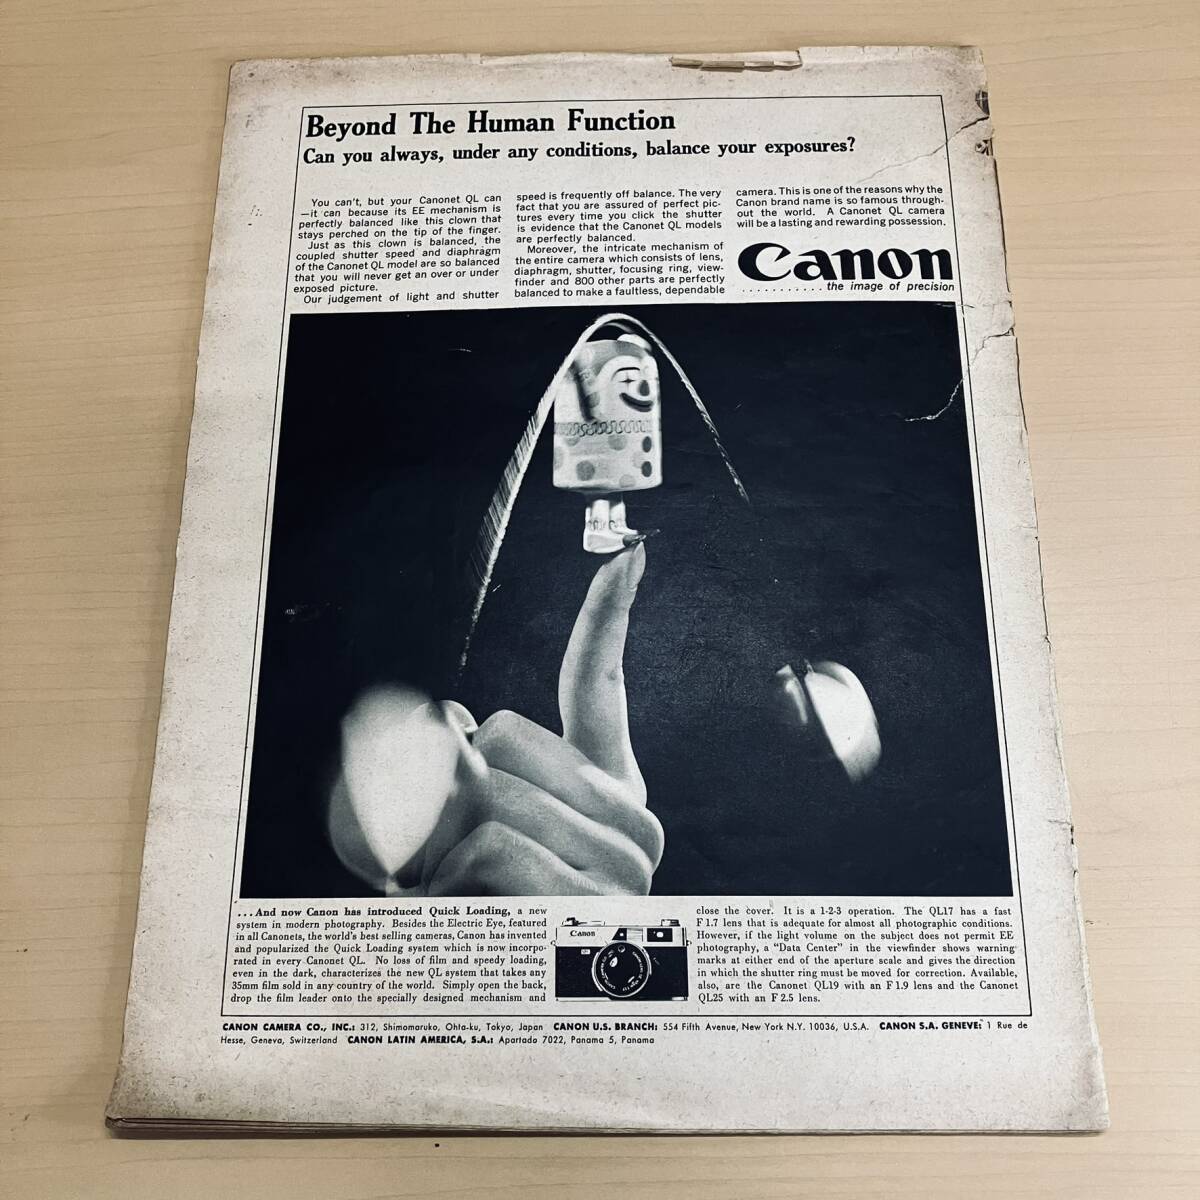 Beyond The Human Function
Can you always, under any conditions, balance your exposures?
You can't, but your Canonet QL can
—it can because its EE mechanism is
perfectly balanced like this clown that
stays perched on the tip of the finger.
Just as this clown is balanced, the
coupled shutter speed and diaphragm
of the Canonet QL model are so balanced
that you will never get an over or under
exposed picture.
Our judgement of light and shutter
speed is frequently off balance. The very
fact that you are assured of perfect pic-
tures every time you click the shutter
is evidence that the Canonet QL models
are perfectly balanced.
Moreover, the intricate mechanism of
the entire camera which consists of lens,
diaphragm, shutter, focusing ring, view-
finder and 800 other parts are perfectly
balanced to make a faultless, dependable
camera. This is one of the reasons why the
Canon brand name is so famous through-
out the world. A Canonet QL camera
will be a lasting and rewarding possession.
Canon
...........the image of precision
...And now Canon has introduced Quick Loading, a new
system in modern photography. Besides the Electric Eye, featured
in all Canonets, the world's best selling cameras, Canon has invented
and popularized the Quick Loading system which is now incorpo-
rated in every Canonet QL. No loss of film and speedy loading,
even in the dark, characterizes the new QL system that takes any
35mm film sold in any country of the world. Simply open the back,
drop the film leader onto the specially designed mechanism and
Canon
close the cover. It is a 1-2-3 operation. The QL17 has a fast
F 1.7 lens that is adequate for almost all photographic conditions.
However, if the light volume on the subject does not permit EE
photography, a "Data Center" in the viewfinder shows warning
marks at either end of the aperture scale and gives the direction
in which the shutter ring must be moved for correction. Available,
also, are the Canonet QL19 with an F 1.9 lens and the Canonet
QL25 with an F 2.5 lens.
CANON CAMERA CO., INC.: 312, Shimomaruko, Ohta-ku, Tokyo, Japan CANON U.S. BRANCH: 554 Fifth Avenue, New York N.Y. 10036, U.S.A. CANON S.A. GENEVE: 1 Rue de
Hesse, Geneva, Switzerland CANON LATIN AMERICA, S.A.: Apartado 7022, Panama 5, Panama